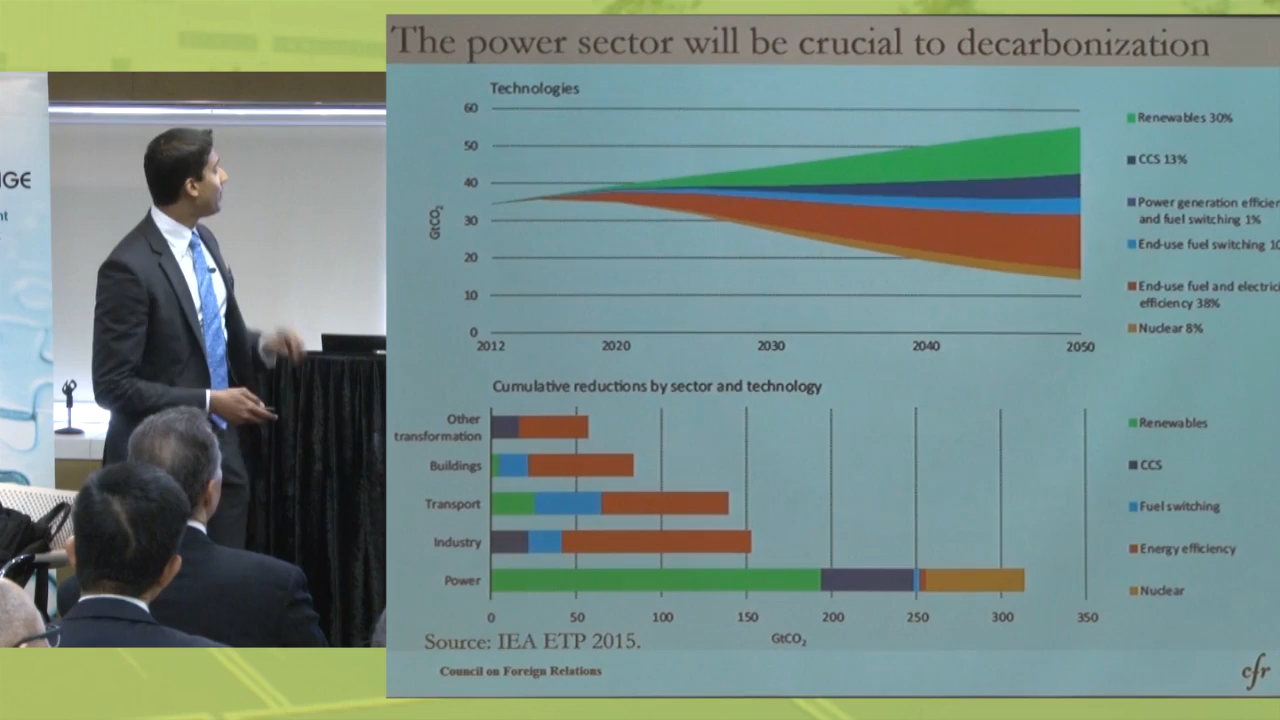 The power sector will be crucial to decarbonization
Technologies
60
50
40
30
20
10
0
GtCO₂
2012 2020 2030 2040 2050
Renewables 30%
CCS 13%
Power generation efficien
and fuel switching 1%
End-use fuel switching 10
End-use fuel and electrici
efficiency 38%
Nuclear 8%
Cumulative reductions by sector and technology
Other
transformation
Buildings
Transport
Industry
Power
0 50 100 150 200 250 300 350
GtCO₂
Renewables
CCS
Fuel switching
Energy efficiency
Nuclear
Source: IEA ETP 2015.
Council on Foreign Relations
cfr
GE
nt